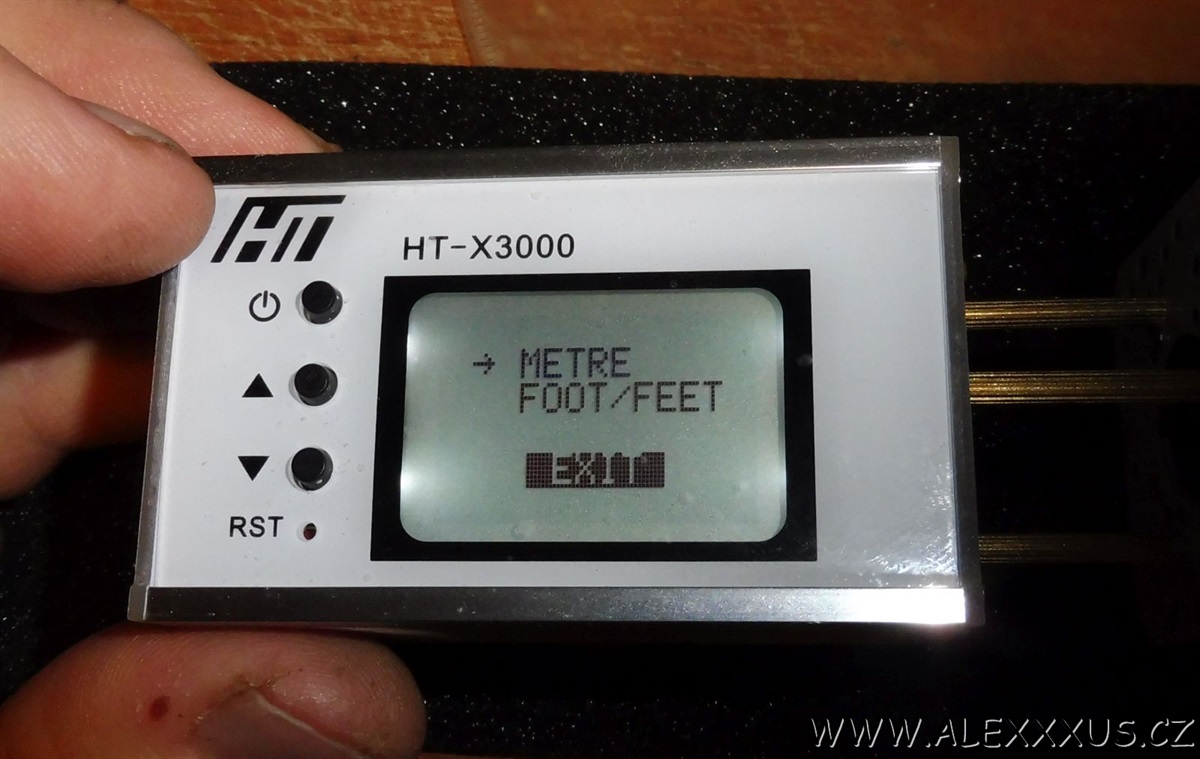 HT
HT-X3000
→ METRE
FOOT/FEET
EXIT
RST
WWW.ALEXXXUS.CZ